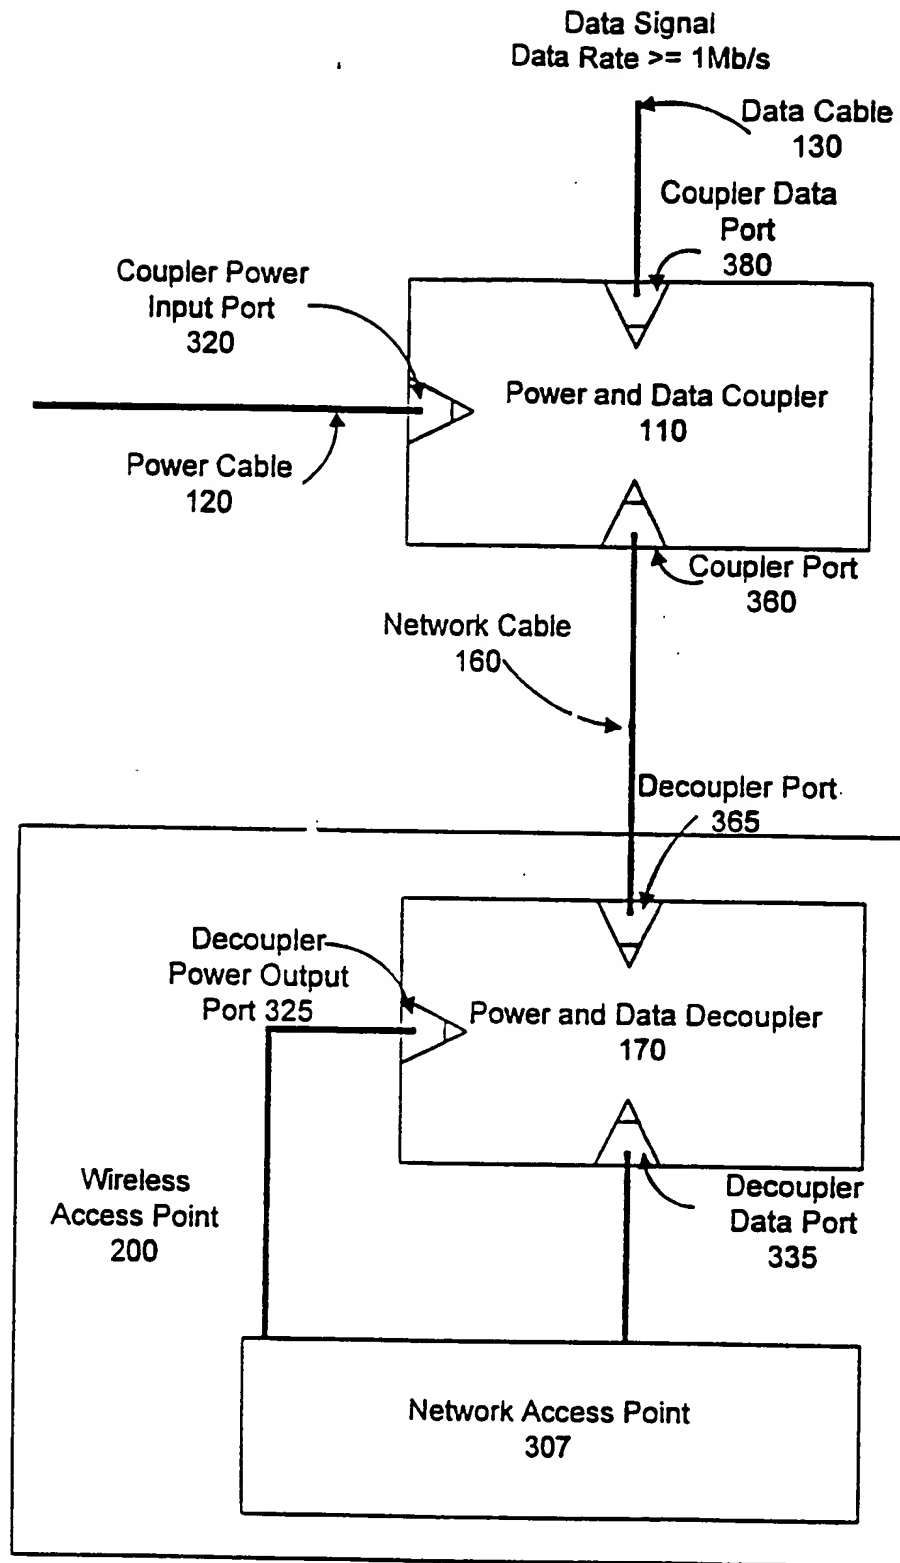 Data Signal
Data Rate >= 1Mb/s
Data Cable
130
Coupler Data
Port
380
Coupler Power
Input Port
320
Power and Data Coupler
110
Power Cable
120
Coupler Port
360
Network Cable
160
Decoupler Port
365
Decoupler
Power Output
Port 325
Power and Data Decoupler
170
Wireless
Access Point
200
Decoupler
Data Port
335
Network Access Point
307